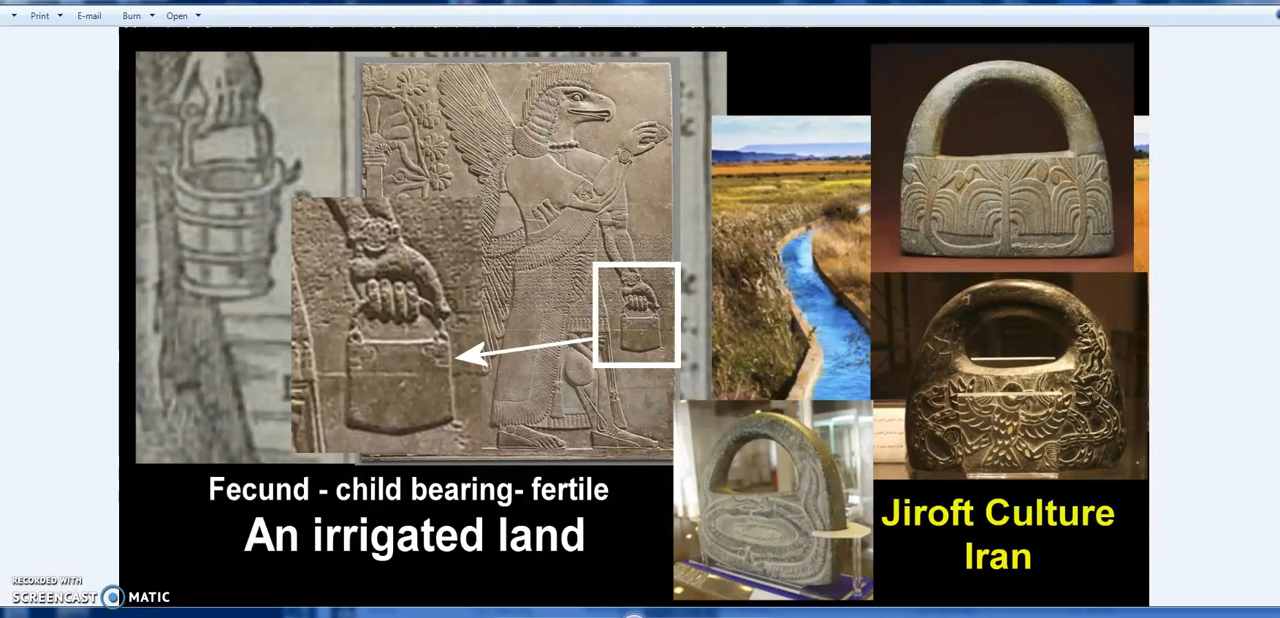 Print
E-mail
Burn
Open
Fecund - child bearing- fertile
An irrigated land
Jiroft Culture
Iran
RECORDED WITH
SCREENCAST MATIC